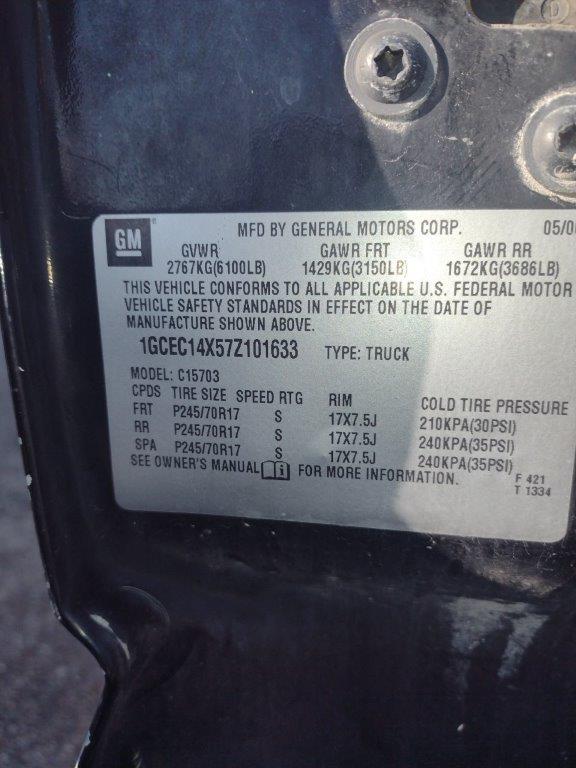 D
GM
MFD BY GENERAL MOTORS CORP. 05/0
GVWR GAWR FRT GAWR RR
2767KG(6100LB) 1429KG(3150LB) 1672KG(3686LB)
THIS VEHICLE CONFORMS TO ALL APPLICABLE U.S. FEDERAL MOTOR
VEHICLE SAFETY STANDARDS IN EFFECT ON THE DATE OF
MANUFACTURE SHOWN ABOVE.
1GCEC14X57Z101633 TYPE: TRUCK
MODEL: C15703
CPDS TIRE SIZE SPEED RTG RIM COLD TIRE PRESSURE
FRT P245/70R17 S 17X7.5J 210KPA(30PSI)
RR P245/70R17 S 17X7.5J 240KPA(35PSI)
SPA P245/70R17 S 17X7.5J 240KPA(35PSI)
SEE OWNER'S MANUAL FOR MORE INFORMATION.
F 421
T 1334